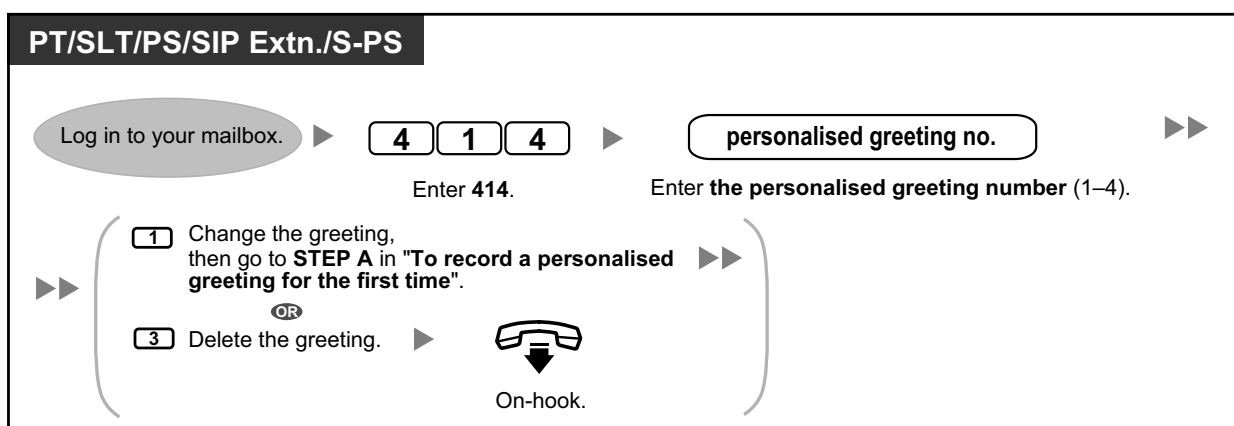 PT/SLT/PS/SIP Extn./S-PS
Log in to your mailbox.
4 1 4
personalised greeting no.
Enter 414.
Enter the personalised greeting number (1–4).
1 Change the greeting,
then go to STEP A in "To record a personalised
greeting for the first time".
OR
3 Delete the greeting.
On-hook.